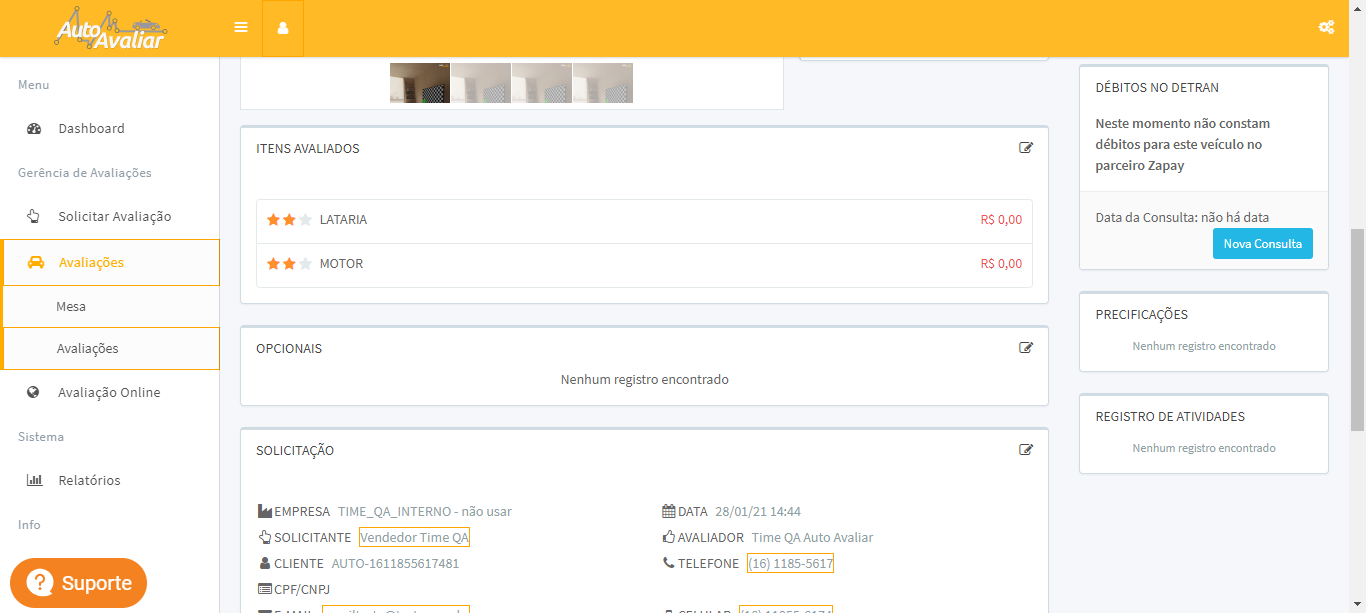 Auto Avaliar
Menu
Dashboard
Gerência de Avaliações
Solicitar Avaliação
Avaliações
Mesa
Avaliações
Avaliação Online
Sistema
Relatórios
Info
Suporte
ITENS AVALIADOS
LATARIA R$ 0,00
MOTOR R$ 0,00
OPCIONAIS
Nenhum registro encontrado
SOLICITAÇÃO
EMPRESA TIME_QA_INTERNO - não usar
DATA 28/01/21 14:44
SOLICITANTE Vendedor Time QA
AVALIADOR Time QA Auto Avaliar
CLIENTE AUTO-1611855617481
TELEFONE (16) 1185-5617
CPF/CNPJ
DÉBITOS NO DETRAN
Neste momento não constam
débitos para este veículo no
parceiro Zapay
Data da Consulta: não há data
Nova Consulta
PRECIFICAÇÕES
Nenhum registro encontrado
REGISTRO DE ATIVIDADES
Nenhum registro encontrado